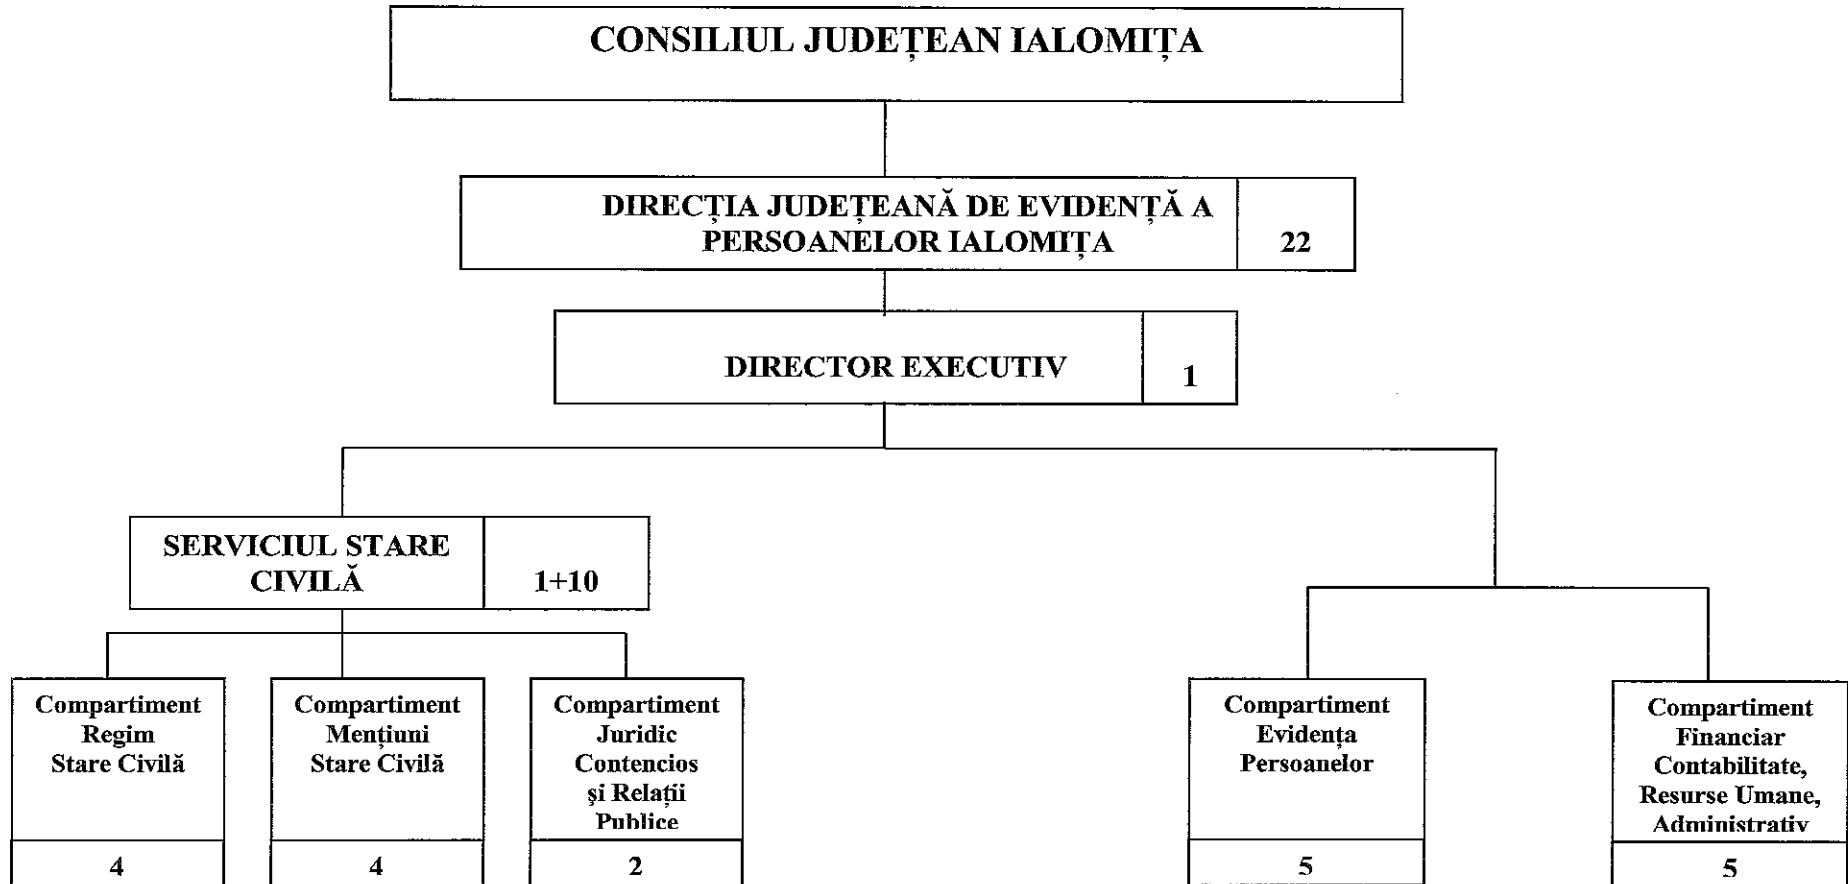 CONSILIUL JUDEȚEAN IALOMIȚA
DIRECȚIA JUDEȚEANĂ DE EVIDENȚĂ A
PERSOANELOR IALOMIȚA
22
DIRECTOR EXECUTIV
1
SERVICIUL STARE
CIVILĂ
1+10
Compartiment
Regim
Stare Civilă
4
Compartiment
Mențiuni
Stare Civilă
4
Compartiment
Juridic
Contencios
și Relații
Publice
2
Compartiment
Evidența
Persoanelor
5
Compartiment
Financiar
Contabilitate,
Resurse Umane,
Administrativ
5